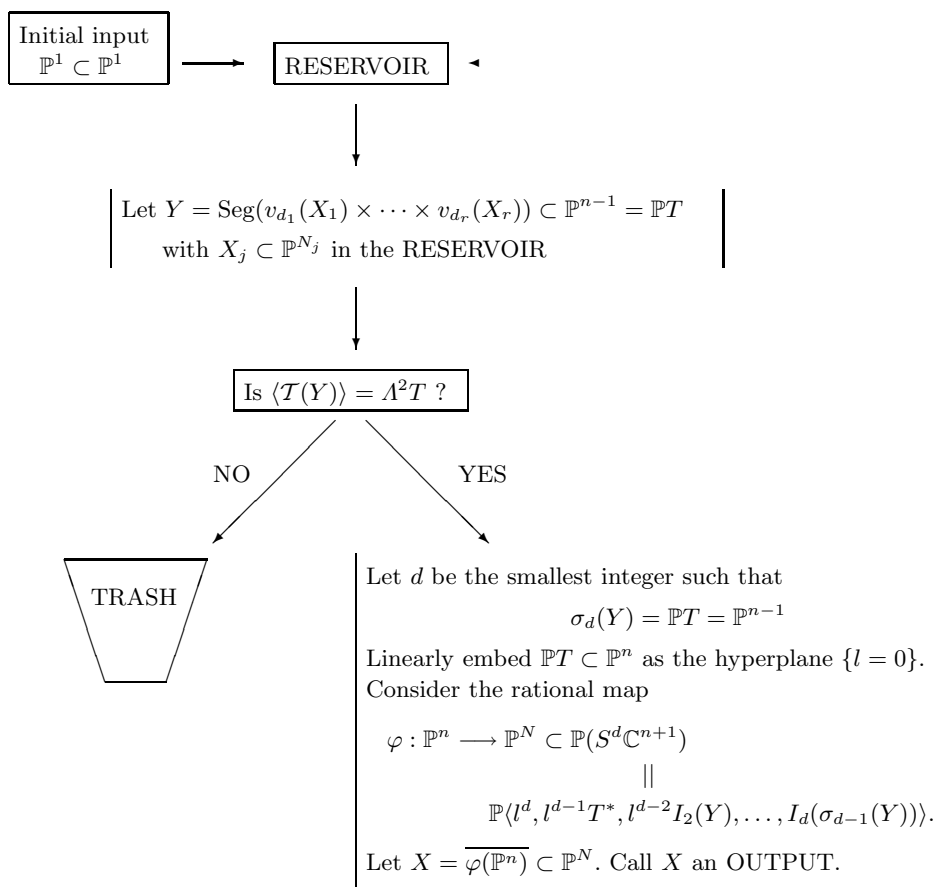 Initial input
ℙ¹ ⊂ ℙ¹
RESERVOIR
Let Y = Seg(v_{d_1}(X_1) × ⋯ × v_{d_r}(X_r)) ⊂ ℙ^{n−1} = ℙT
with X_j ⊂ ℙ^{N_j} in the RESERVOIR
Is ⟨𝒯(Y)⟩ = Λ²T ?
NO
YES
TRASH
Let d be the smallest integer such that
σ_d(Y) = ℙT = ℙ^{n−1}
Linearly embed ℙT ⊂ ℙ^n as the hyperplane {l = 0}.
Consider the rational map
φ : ℙ^n ⟶ ℙ^N ⊂ ℙ(S^dℂ^{n+1})
||
ℙ⟨l^d, l^{d−1}T^*, l^{d−2}I_2(Y), . . . , I_d(σ_{d−1}(Y))⟩.
Let X = \overline{φ(ℙ^n)} ⊂ ℙ^N. Call X an OUTPUT.